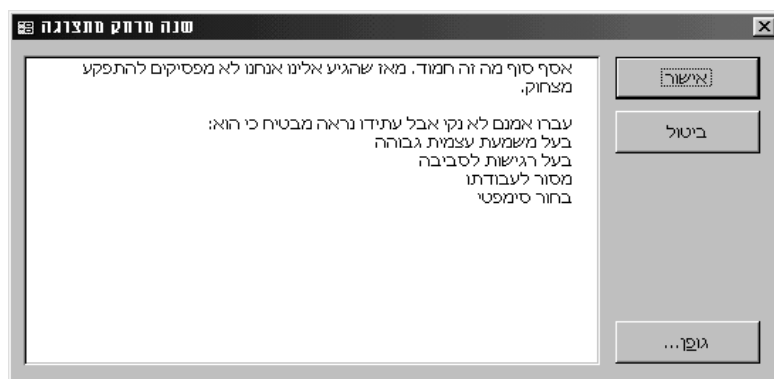 שנה מרחק מתצוגה
אסף סוף מה זה חמוד. מאז שהגיע אלינו אנחנו לא מפסיקים להתפקע
מצחוק.
עברו אמנם לא נקי אבל עתידו נראה מבטיח כי הוא:
בעל משמעת עצמית גבוהה
בעל רגישות לסביבה
מסור לעבודתו
בחור סימפטי
אישור
ביטול
גופן...